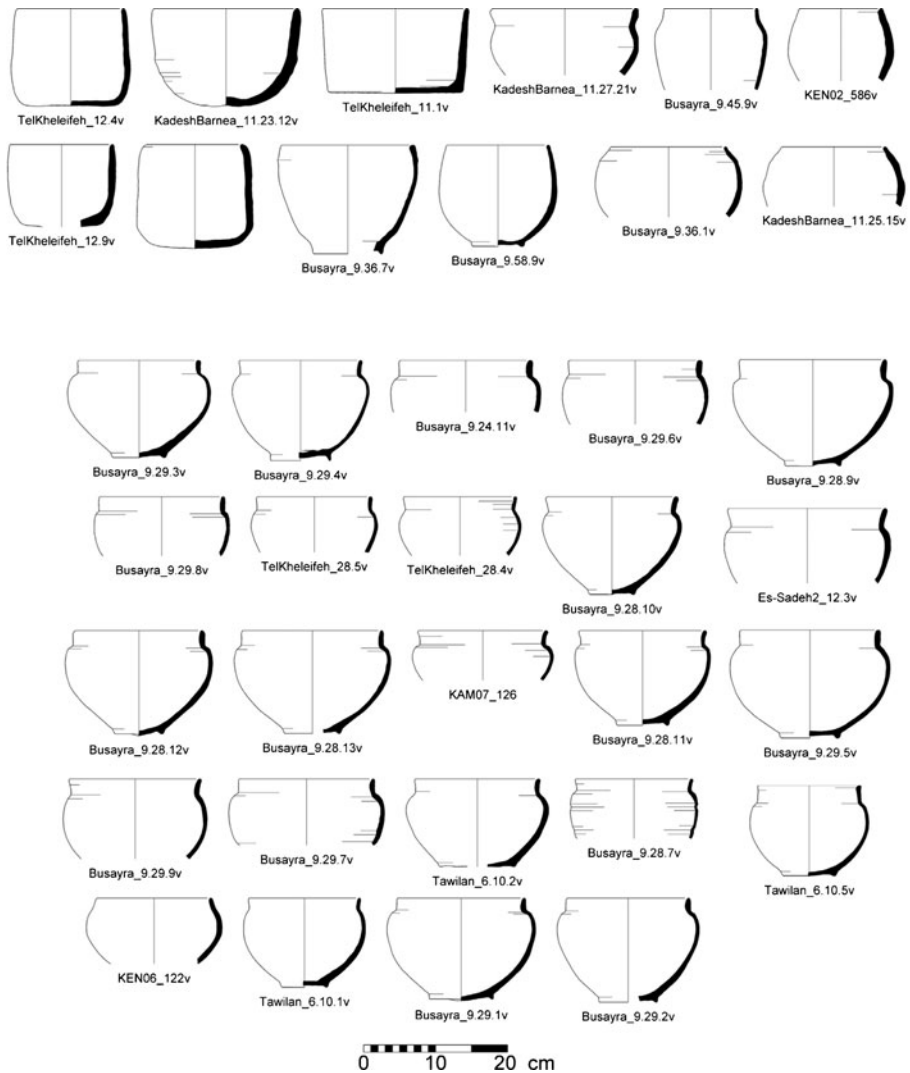 TelKheleifeh_12.4v
KadeshBarnea_11.23.12v
TelKheleifeh_11.1v
KadeshBarnea_11.27.21v
Busayra_9.45.9v
KEN02_586v
TelKheleifeh_12.9v
Busayra_9.36.7v
Busayra_9.58.9v
Busayra_9.36.1v
KadeshBarnea_11.25.15v
Busayra_9.29.3v
Busayra_9.29.4v
Busayra_9.24.11v
Busayra_9.29.6v
Busayra_9.28.9v
Busayra_9.29.8v
TelKheleifeh_28.5v
TelKheleifeh_28.4v
Busayra_9.28.10v
Es-Sadeh2_12.3v
Busayra_9.28.12v
Busayra_9.28.13v
KAM07_126
Busayra_9.28.11v
Busayra_9.29.5v
Busayra_9.29.9v
Busayra_9.29.7v
Tawilan_6.10.2v
Busayra_9.28.7v
Tawilan_6.10.5v
KEN06_122v
Tawilan_6.10.1v
Busayra_9.29.1v
Busayra_9.29.2v
0 10 20 cm